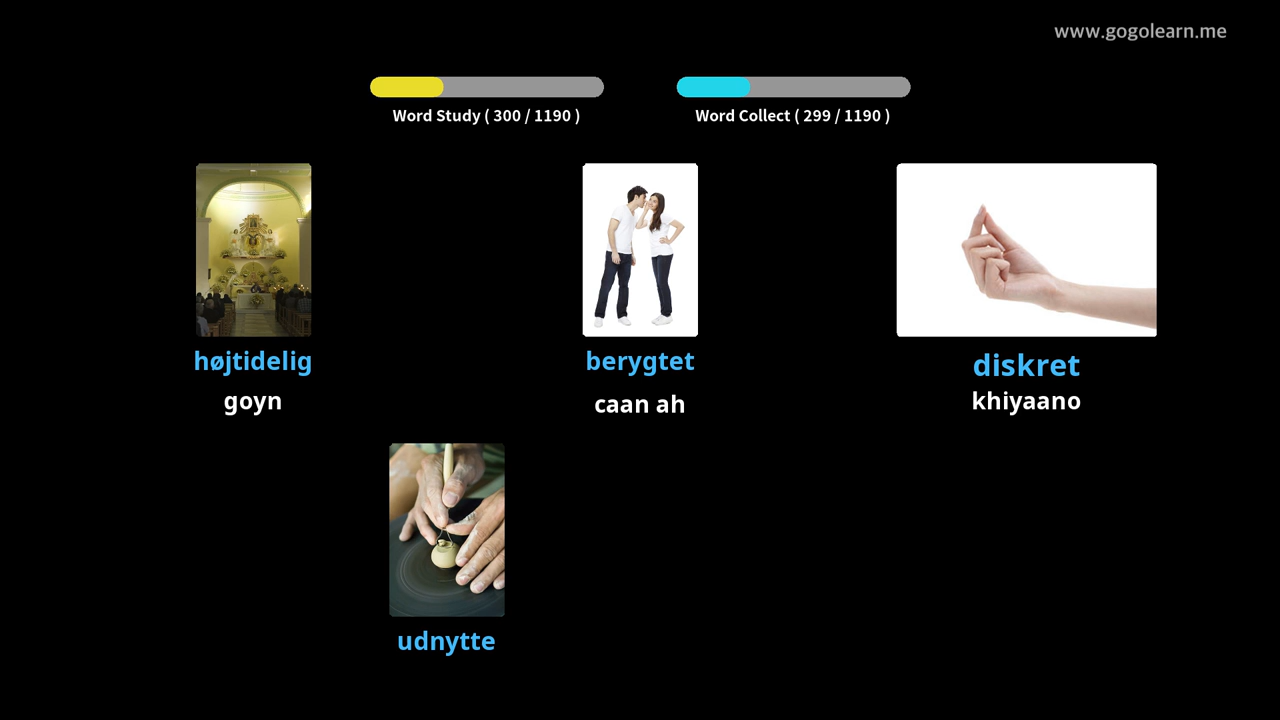 www.gogolearn.me
Word Study ( 300 / 1190 )
Word Collect ( 299 / 1190 )
højtidelig
berygtet
diskret
goyn
caan ah
khiyaano
udnytte